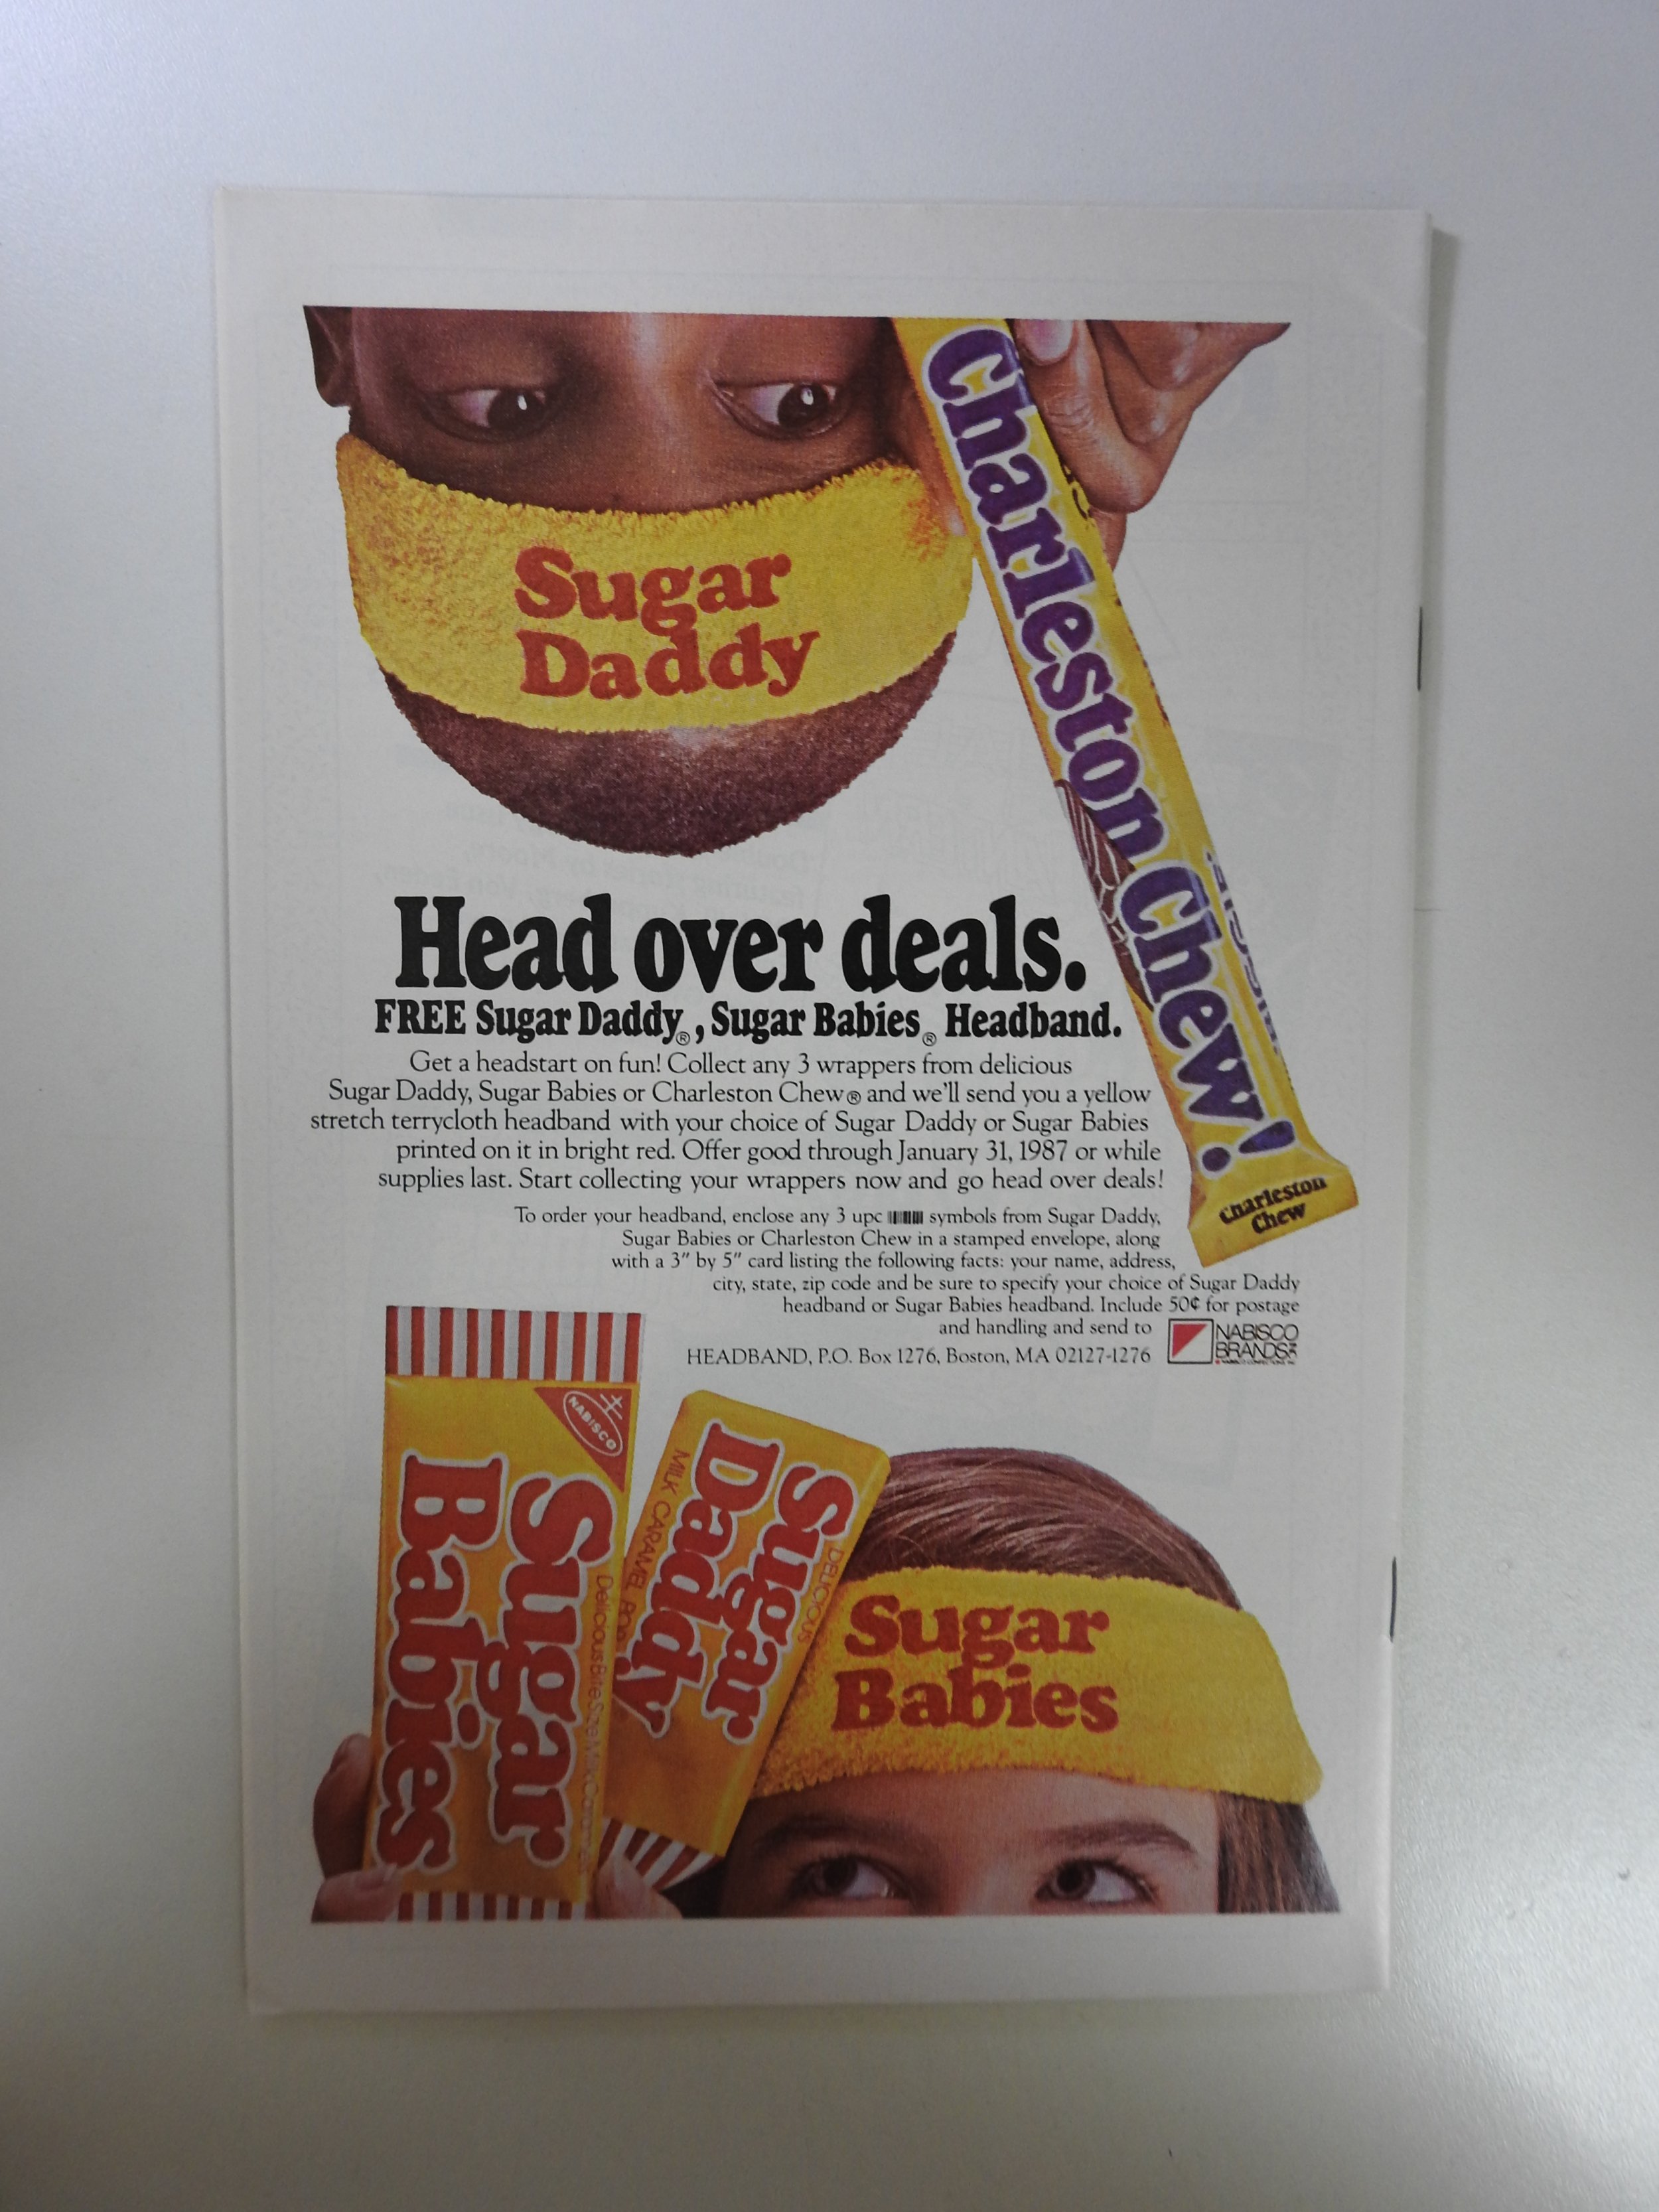 Sugar
Daddy
Charleston Chew!
Charleston
Chew
Head over deals.
FREE Sugar Daddy®, Sugar Babies® Headband.
Get a headstart on fun! Collect any 3 wrappers from delicious
Sugar Daddy, Sugar Babies or Charleston Chew® and we'll send you a yellow
stretch terrycloth headband with your choice of Sugar Daddy or Sugar Babies
printed on it in bright red. Offer good through January 31, 1987 or while
supplies last. Start collecting your wrappers now and go head over deals!
To order your headband, enclose any 3 upc symbols from Sugar Daddy,
Sugar Babies or Charleston Chew in a stamped envelope, along
with a 3" by 5" card listing the following facts: your name, address,
city, state, zip code and be sure to specify your choice of Sugar Daddy
headband or Sugar Babies headband. Include 50¢ for postage
and handling and send to
HEADBAND, P.O. Box 1276, Boston, MA 02127-1276
NABISCO
BRANDS
NABISCO
Sugar
Babies
Delicious Bite Size Milk Caramels
DELICIOUS
Sugar
Daddy
MILK CARAMEL POP
Sugar
Babies